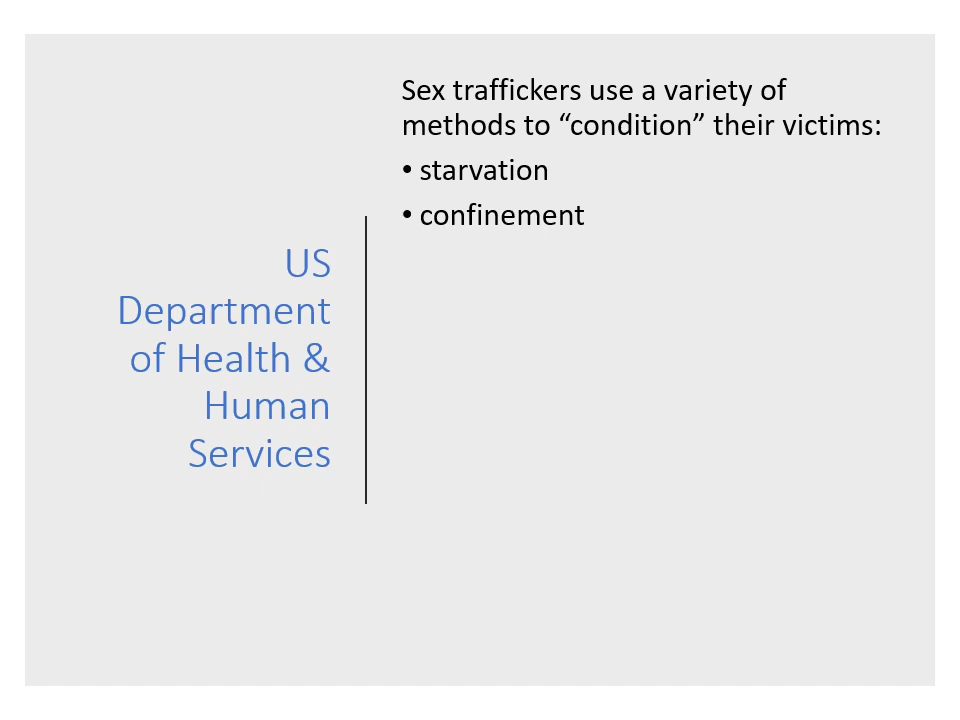 US
Department
of Health &
Human
Services
Sex traffickers use a variety of
methods to “condition” their victims:
• starvation
• confinement